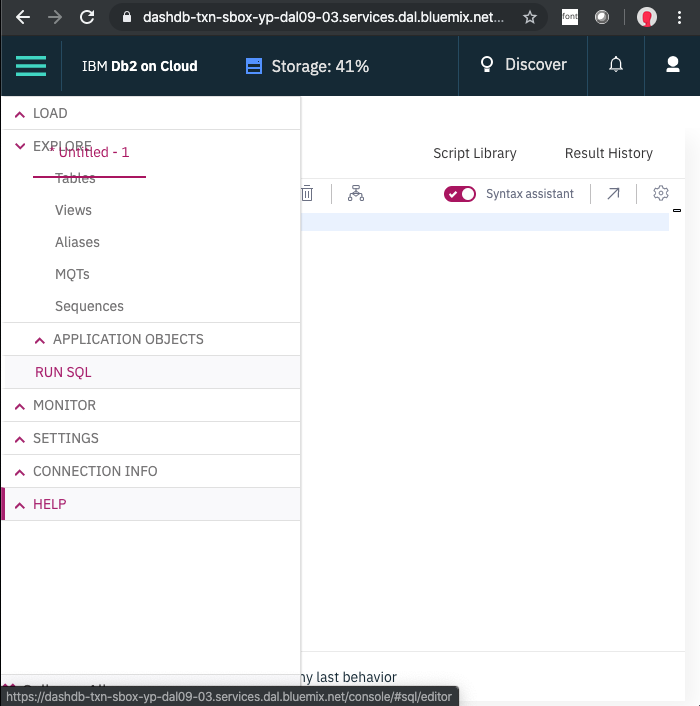 dashdb-txn-sbox-yp-dal09-03.services.dal.bluemix.net...
font
IBM Db2 on Cloud
Storage: 41%
Discover
LOAD
EXPLORE
* Untitled - 1
Script Library
Result History
Tables
Syntax assistant
Views
Aliases
MQTs
Sequences
APPLICATION OBJECTS
RUN SQL
MONITOR
SETTINGS
CONNECTION INFO
HELP
last behavior
https://dashdb-txn-sbox-yp-dal09-03.services.dal.bluemix.net/console/#sql/editor